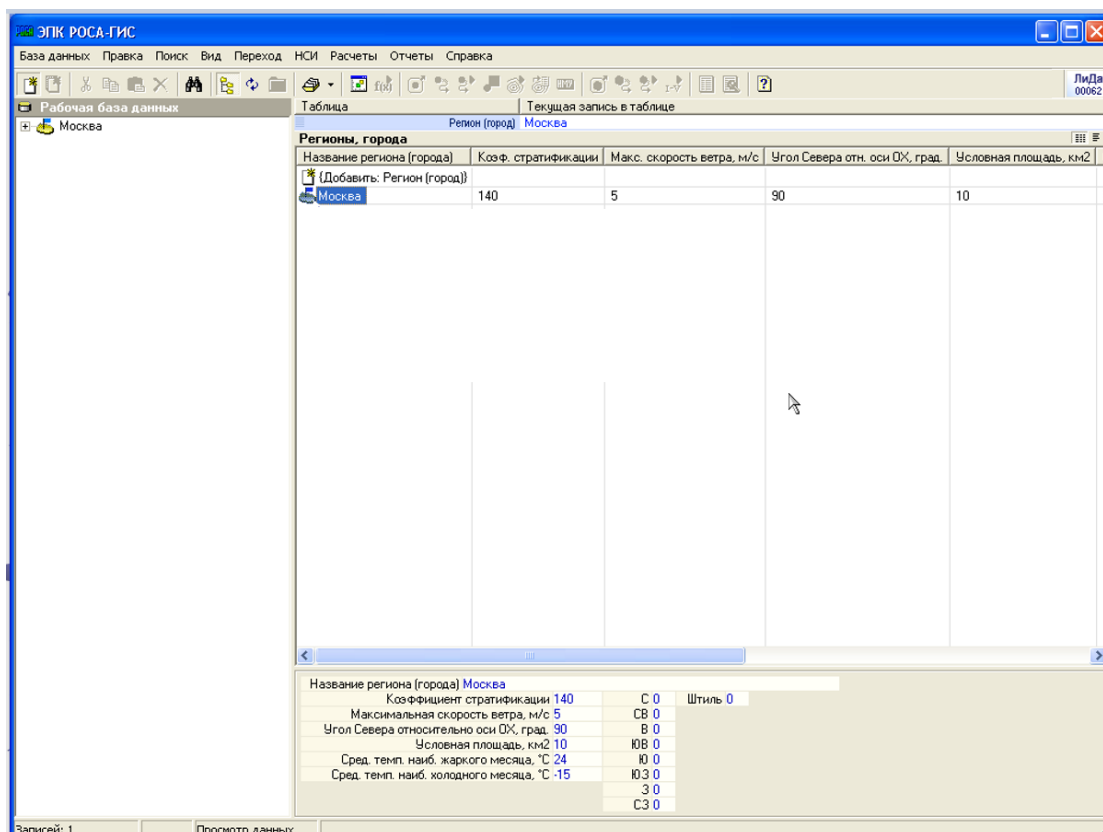 ЭПК РОСА-ГИС
База данных Правка Поиск Вид Переход НСИ Расчеты Отчеты Справка
ЛиДа
00062
Рабочая база данных
Москва
Таблица Текущая запись в таблице
Регион (город) Москва
Регионы, города
Название региона (города) Коэф. стратификации Макс. скорость ветра, м/с Угол Севера отн. оси OX, град. Условная площадь, км2
{Добавить: Регион (город)}
Москва 140 5 90 10
Название региона (города) Москва
Коэффициент стратификации 140 С 0 Штиль 0
Максимальная скорость ветра, м/с 5 СВ 0
Угол Севера относительно оси OX, град. 90 В 0
Условная площадь, км2 10 ЮВ 0
Сред. темп. наиб. жаркого месяца, °C 24 Ю 0
Сред. темп. наиб. холодного месяца, °C -15 ЮЗ 0
З 0
СЗ 0
Записей: 1 Просмотр данных